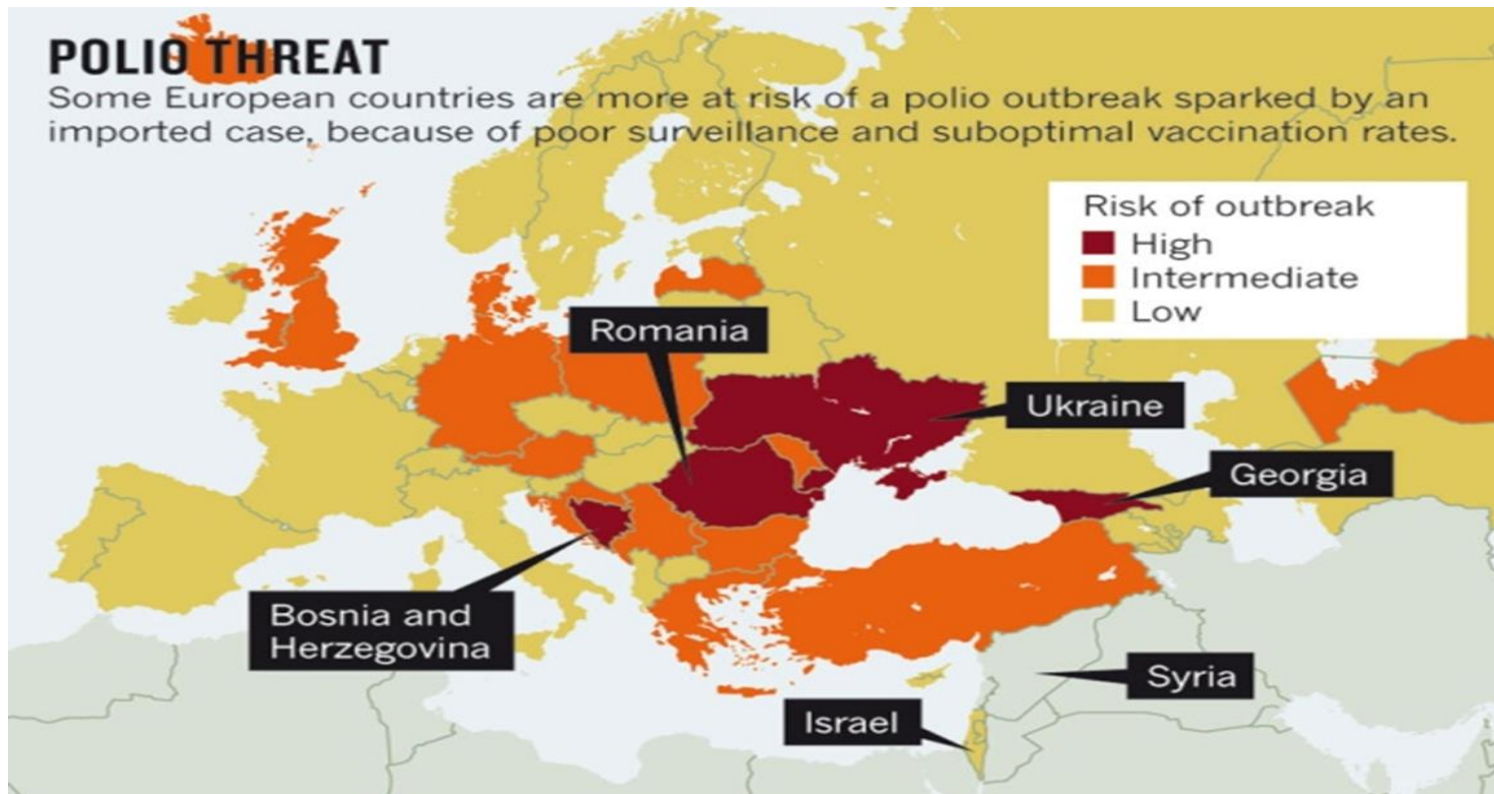 POLIO THREAT
Some European countries are more at risk of a polio outbreak sparked by an
imported case, because of poor surveillance and suboptimal vaccination rates.
Risk of outbreak
High
Intermediate
Low
Romania
Ukraine
Georgia
Bosnia and
Herzegovina
Syria
Israel